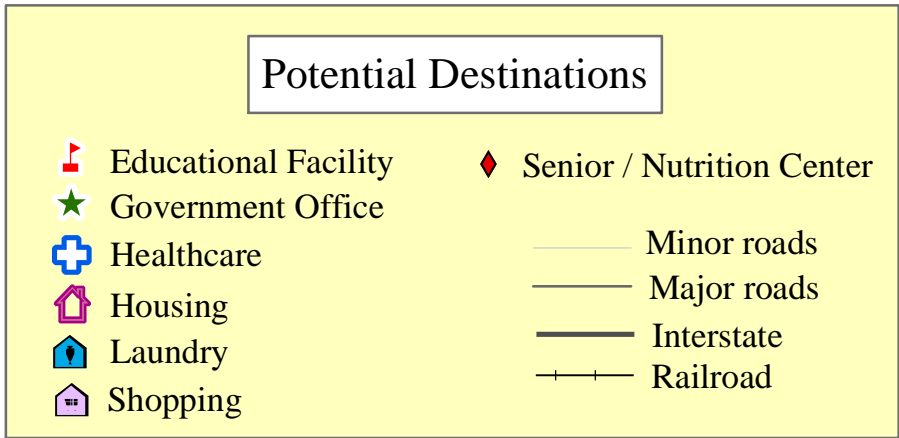 Potential Destinations
Educational Facility
Government Office
Healthcare
Housing
Laundry
Shopping
Senior / Nutrition Center
Minor roads
Major roads
Interstate
Railroad